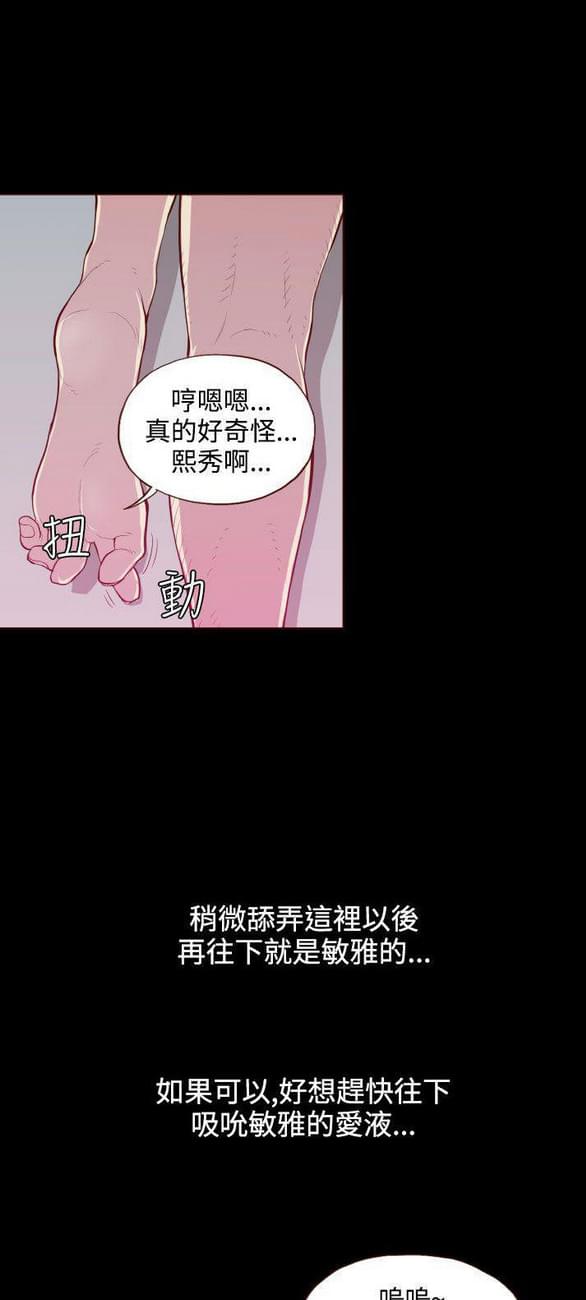 哼嗯嗯...
真的好奇怪...
熙秀啊...
扭
動
稍微舔弄這裡以後
再往下就是敏雅的...
如果可以,好想趕快往下
吸吮敏雅的愛液...
嗚嗚~